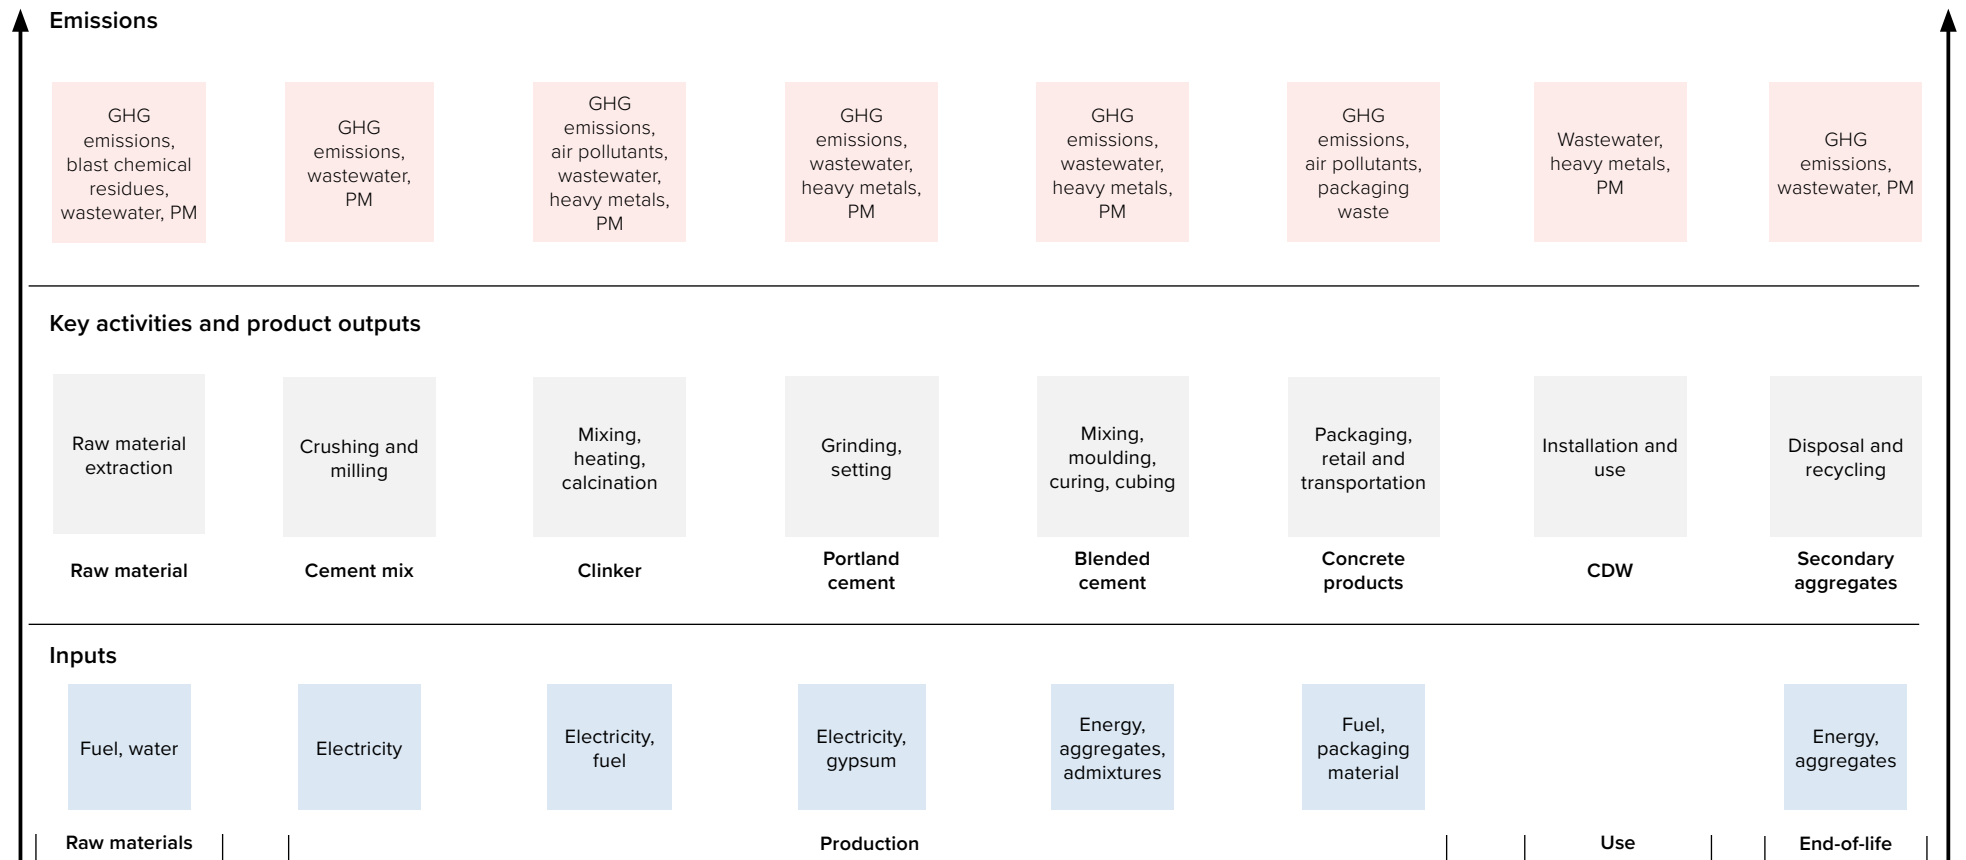 Emissions
GHG
emissions,
blast chemical
residues,
wastewater, PM
GHG
emissions,
wastewater,
PM
GHG
emissions,
air pollutants,
wastewater,
heavy metals,
PM
GHG
emissions,
wastewater,
heavy metals,
PM
GHG
emissions,
wastewater,
heavy metals,
PM
GHG
emissions,
air pollutants,
packaging
waste
Wastewater,
heavy metals,
PM
GHG
emissions,
wastewater, PM
Key activities and product outputs
Raw material
extraction
Crushing and
milling
Mixing,
heating,
calcination
Grinding,
setting
Mixing,
moulding,
curing, cubing
Packaging,
retail and
transportation
Installation and
use
Disposal and
recycling
Raw material
Cement mix
Clinker
Portland
cement
Blended
cement
Concrete
products
CDW
Secondary
aggregates
Inputs
Fuel, water
Electricity
Electricity,
fuel
Electricity,
gypsum
Energy,
aggregates,
admixtures
Fuel,
packaging
material
Energy,
aggregates
Raw materials
Production
Use
End-of-life